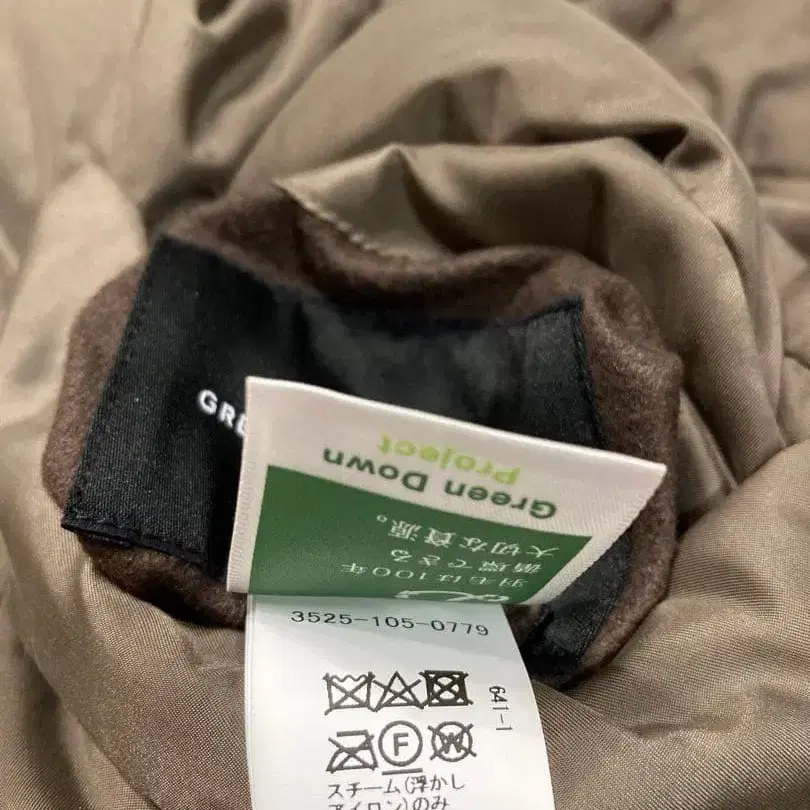 GRE
羽毛は100年
循環できる
大切な資源。
Green Down
Project
3525-105-0779
641-1
F
W
スチーム(浮かし
アイロン)のみ